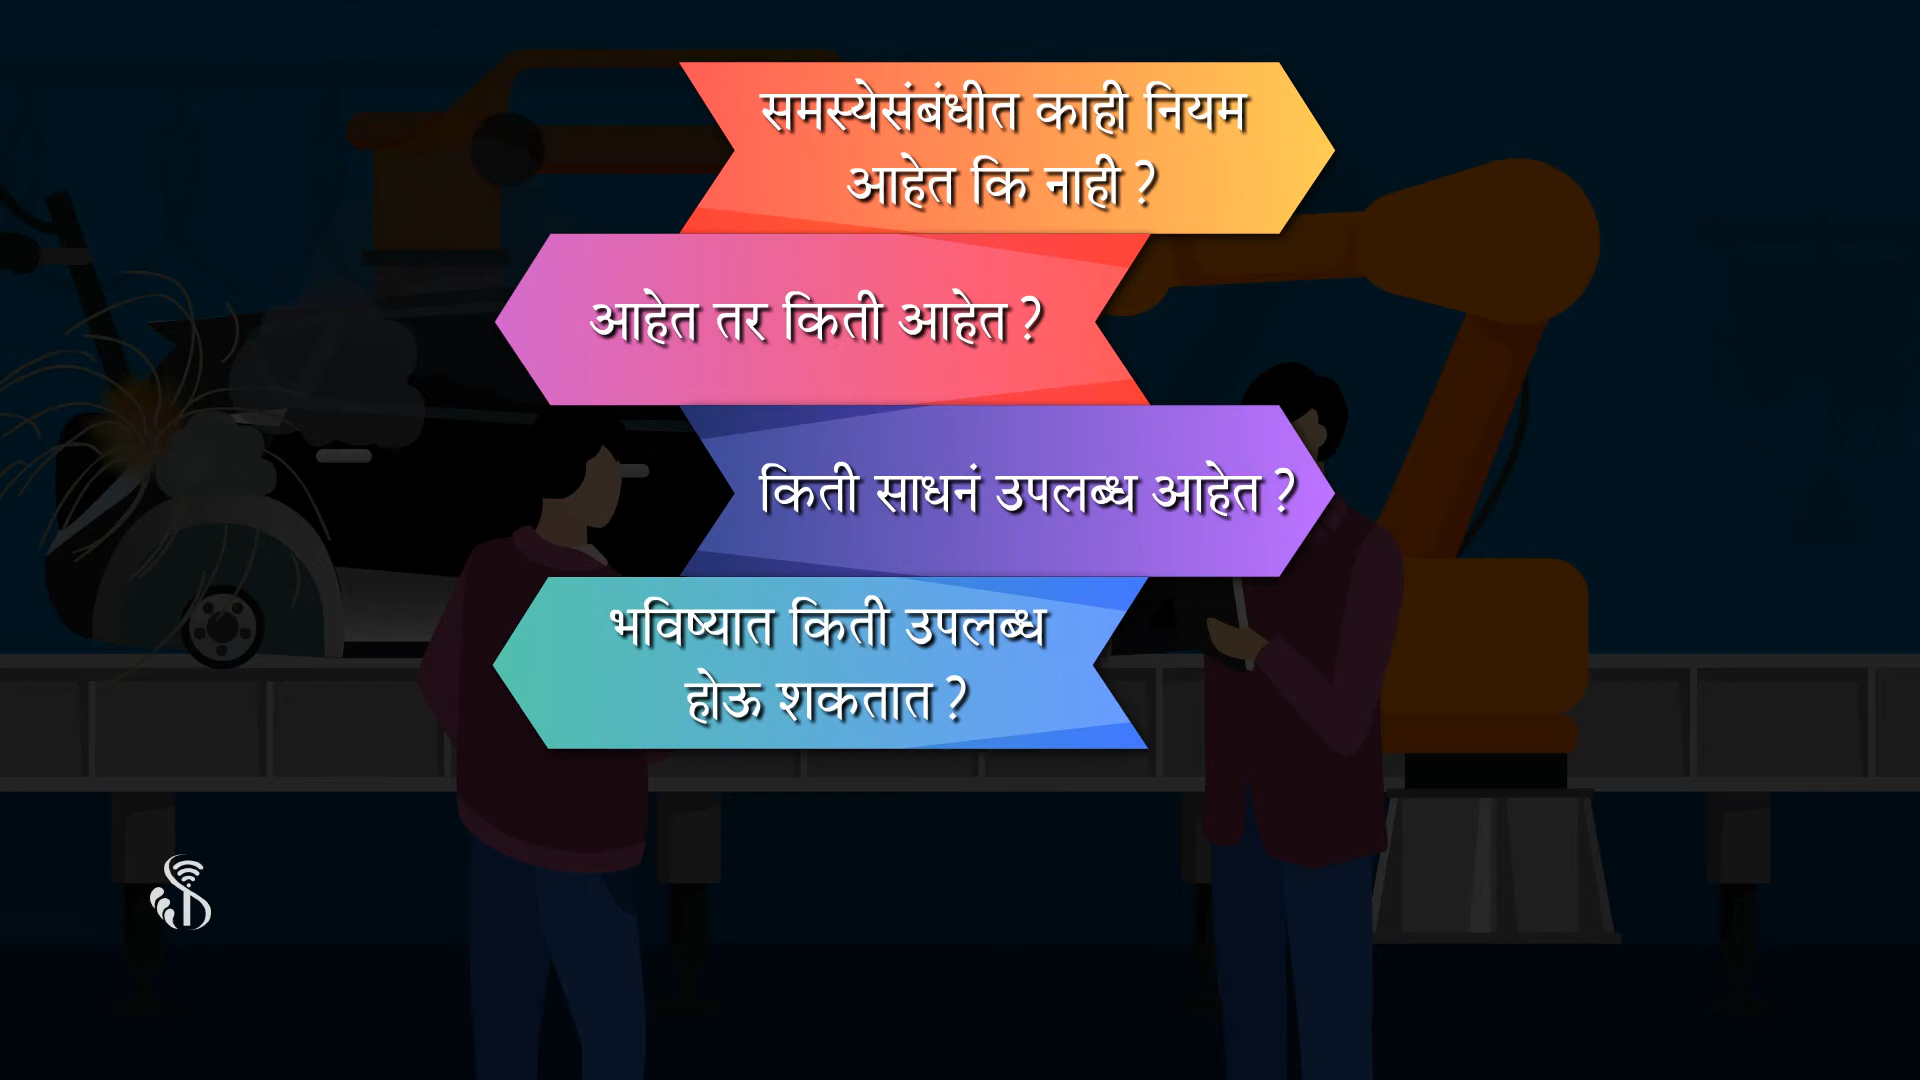 समस्येसंबंधीत काही नियम
आहेत कि नाही ?
आहेत तर किती आहेत ?
किती साधनं उपलब्ध आहेत ?
भविष्यात किती उपलब्ध
होऊ शकतात ?